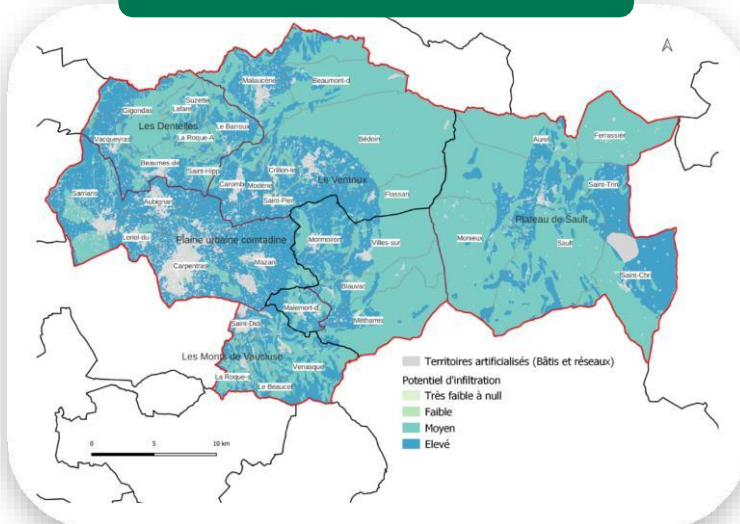 Malaucène
Beaumont-d
Suzette
Gigondas
Lafare
Les Dentelles
Le Barroux
La Roque-A
Vacqueyras
Bédoin
Beaumes-de
Saint-Hipp
Crillon-le
Caromb
Modène
Le Ventoux
Sarrians
Aubignan
Saint-Pier
Flassan
Loriol-du-
Plaine urbaine comtadine
Mormoiron
Villes-sur
Carpentras
Mazan
Blauvac
Malemort-d
Méthamis
Saint-Didi
Les Monts de Vaucluse
Venasque
La Roque-s
Le Beaucet
Aurel
Ferrassièr
Saint-Trin
Plateau de Sault
Monieux
Sault
Saint-Chr
Territoires artificialisés (Bâtis et réseaux)
Potentiel d'infiltration
Très faible à null
Faible
Moyen
Elevé
0 5 10 km